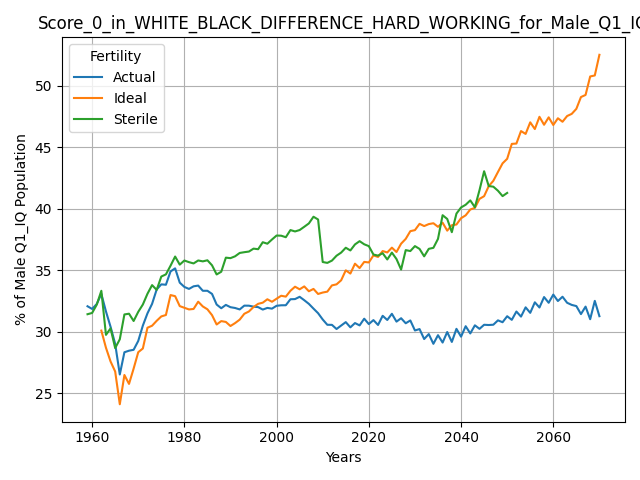 Score_0_in_WHITE_BLACK_DIFFERENCE_HARD_WORKING_for_Male_Q1_IQ
Fertility
Actual
Ideal
Sterile
% of Male Q1_IQ Population
50
45
40
35
30
25
1960 1980 2000 2020 2040 2060
Years